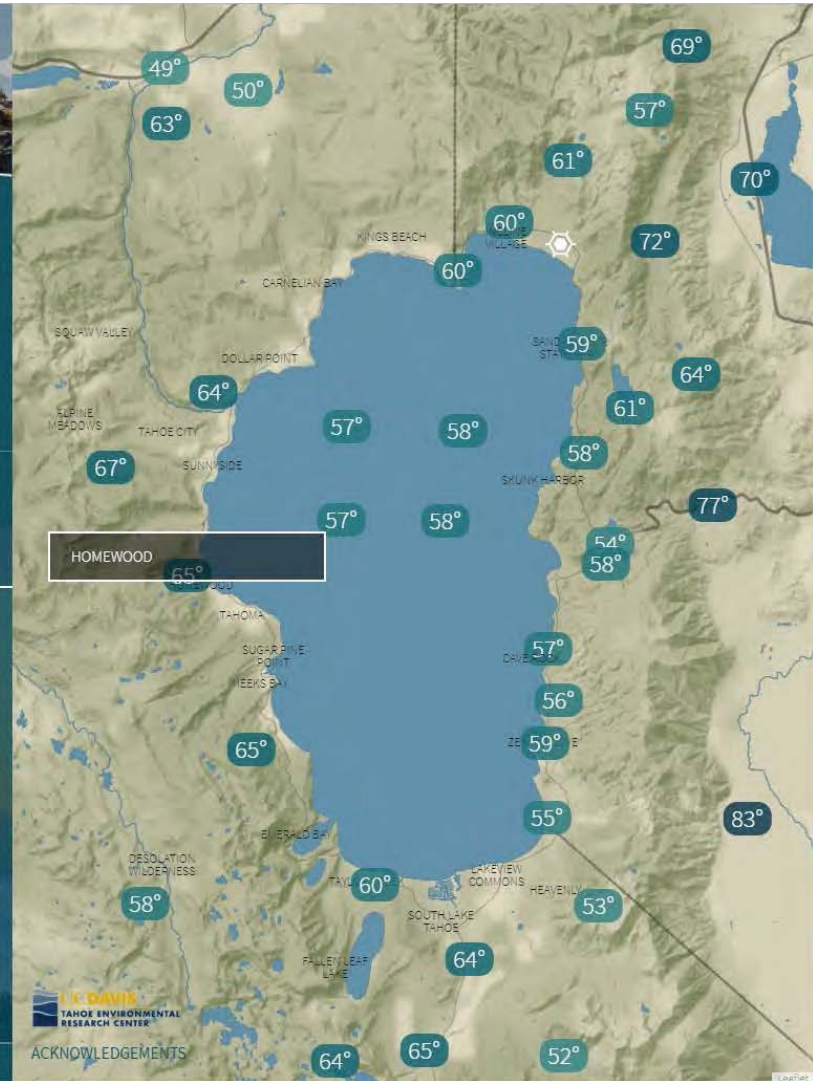 69°
49°
50°
57°
63°
61°
70°
60°
VILLAGE
72°
KINGS BEACH
60°
CARNELIAN BAY
SQUAW VALLEY
59°
DOLLAR POINT
64°
64°
61°
ALPINE
MEADOWS
57°
58°
TAHOE CITY
58°
67°
SUNNYSIDE
SKUNK HARBOR
77°
57°
58°
54°
HOMEWOOD
58°
65°
TAHOMA
SUGAR PINE
POINT
57°
MEEKS BAY
56°
65°
59°
55°
83°
EMERALD BAY
DESOLATION
WILDERNESS
60°
LAKEVIEW
COMMONS
HEAVENLY
58°
53°
SOUTH LAKE
TAHOE
FALLEN LEAF
LAKE
64°
UC DAVIS
TAHOE ENVIRONMENTAL
RESEARCH CENTER
ACKNOWLEDGEMENTS
64°
65°
52°
Leaflet